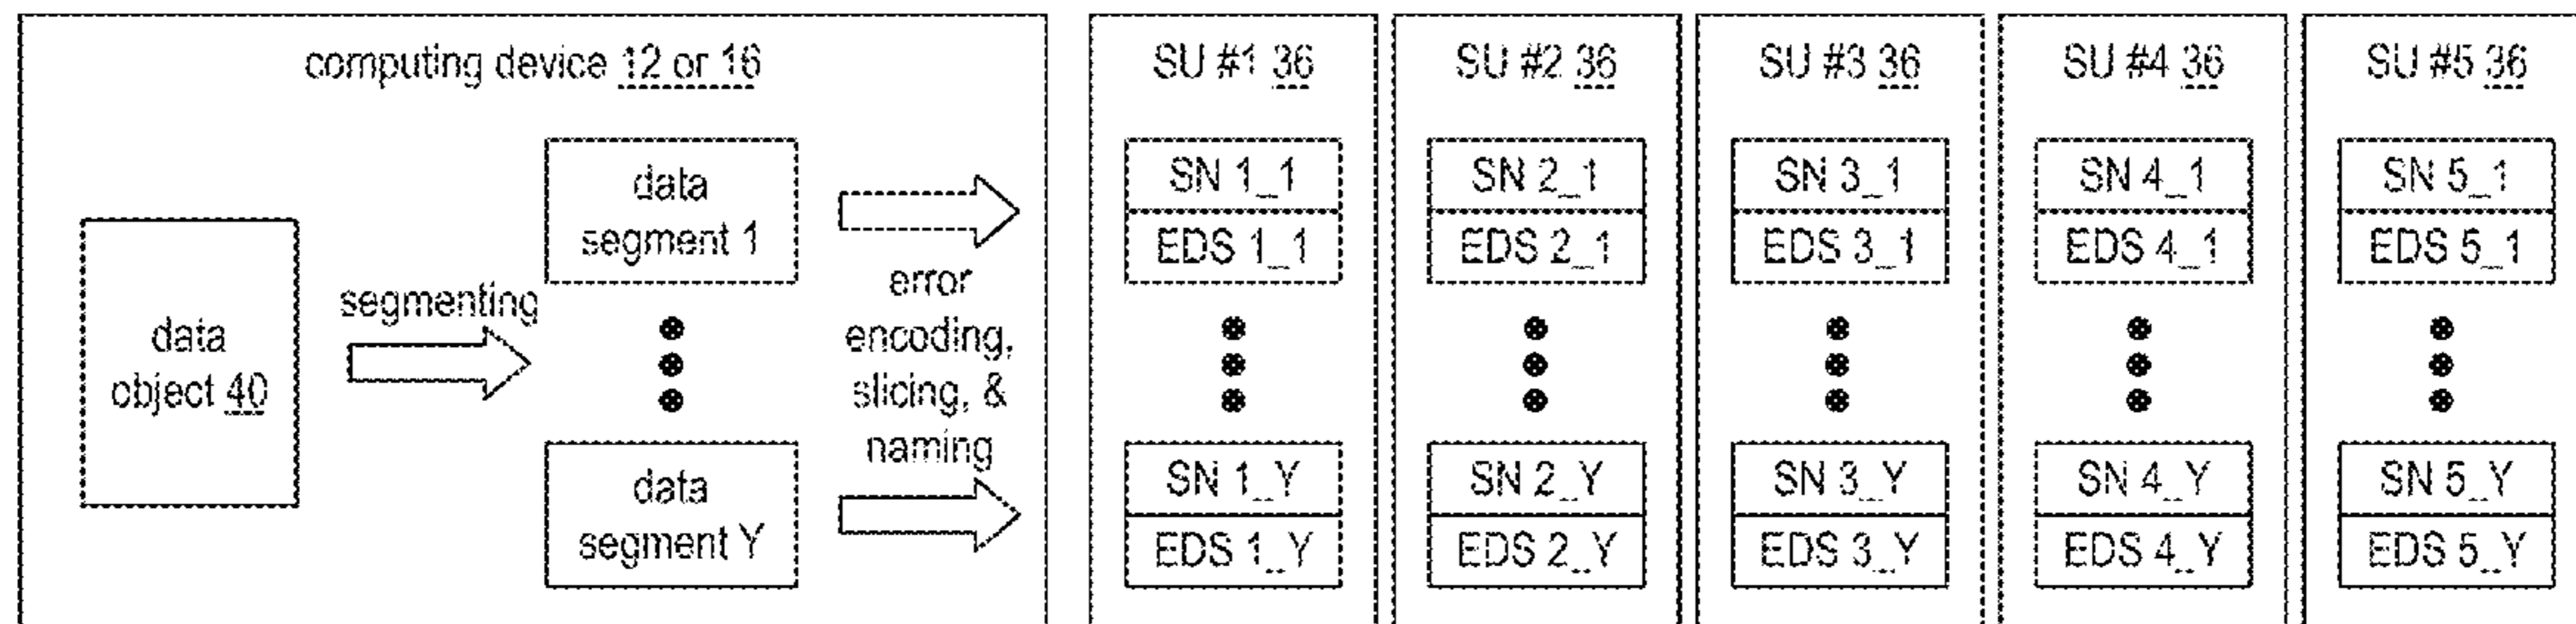 computing device 12 or 16
data
object 40
segmenting
data
segment 1
data
segment Y
error
encoding,
slicing, &
naming
SU #1 36
SN 1_1
EDS 1_1
SN 1_Y
EDS 1_Y
SU #2 36
SN 2_1
EDS 2_1
SN 2_Y
EDS 2_Y
SU #3 36
SN 3_1
EDS 3_1
SN 3_Y
EDS 3_Y
SU #4 36
SN 4_1
EDS 4_1
SN 4_Y
EDS 4_Y
SU #5 36
SN 5_1
EDS 5_1
SN 5_Y
EDS 5_Y